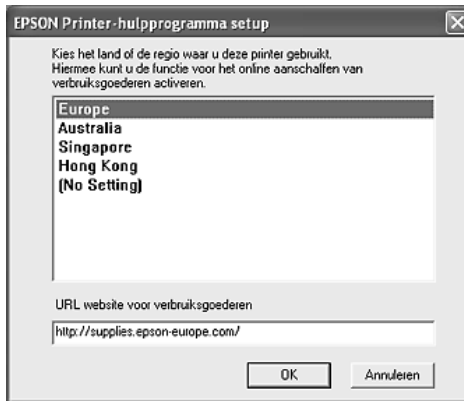 EPSON Printer-hulpprogramma setup
Kies het land of de regio waar u deze printer gebruikt.
Hiermee kunt u de functie voor het online aanschaffen van
verbruiksgoederen activeren.
Europe
Australia
Singapore
Hong Kong
(No Setting)
URL website voor verbruiksgoederen
http://supplies.epson-europe.com/
OK
Annuleren